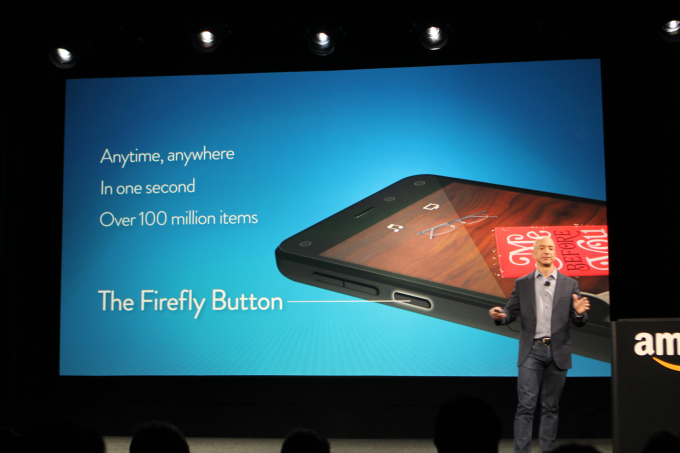 Anytime, anywhere
In one second
Over 100 million items
The Firefly Button
Me
BEFORE
You
am